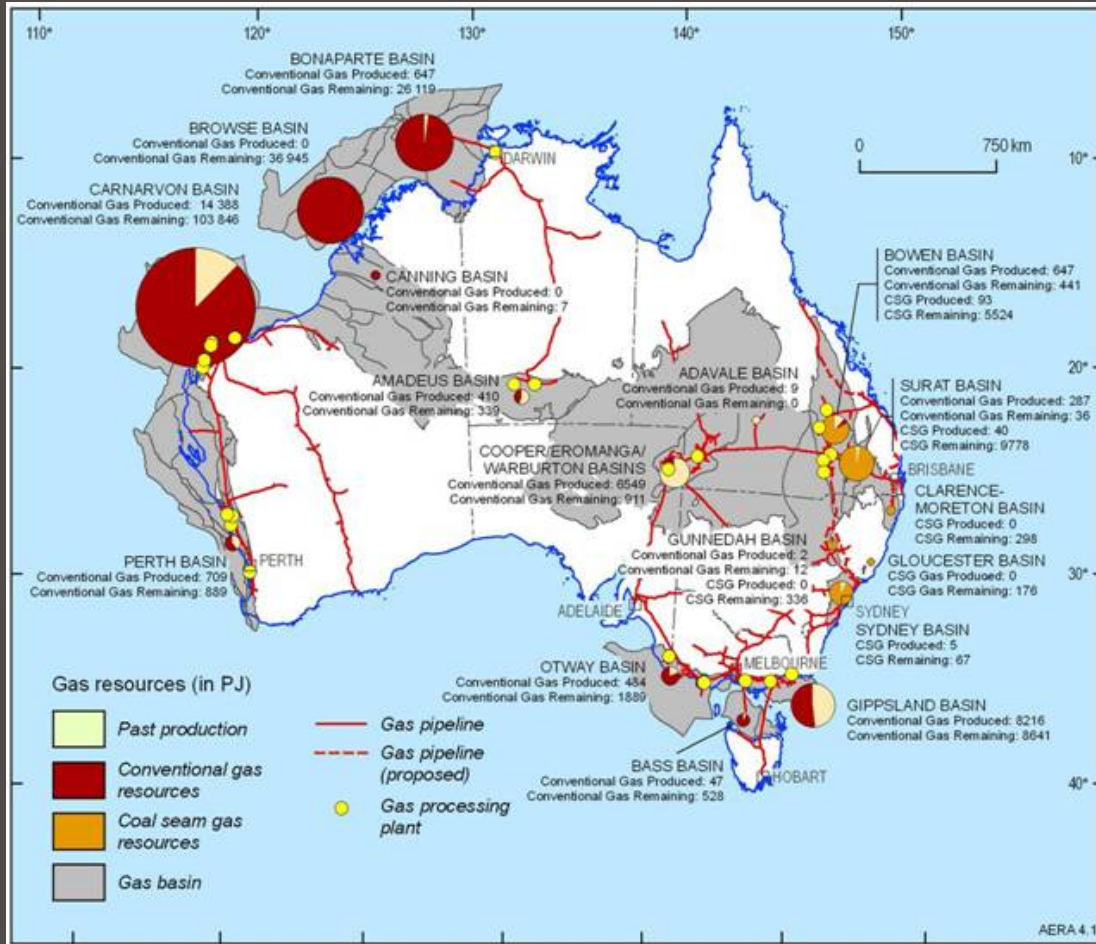 110°
120°
130°
140°
150°
BONAPARTE BASIN
Conventional Gas Produced: 647
Conventional Gas Remaining: 26 119
BROWSE BASIN
Conventional Gas Produced: 0
Conventional Gas Remaining: 36 945
CARNARVON BASIN
Conventional Gas Produced: 14 388
Conventional Gas Remaining: 103 846
DARWIN
0 750 km
10°
CANNING BASIN
Conventional Gas Produced: 0
Conventional Gas Remaining: 7
BOWEN BASIN
Conventional Gas Produced: 647
Conventional Gas Remaining: 441
CSG Produced: 93
CSG Remaining: 5524
20°
AMADEUS BASIN
Conventional Gas Produced: 410
Conventional Gas Remaining: 339
ADAVALE BASIN
Conventional Gas Produced: 9
Conventional Gas Remaining: 0
SURAT BASIN
Conventional Gas Produced: 287
Conventional Gas Remaining: 36
CSG Produced: 40
CSG Remaining: 9778
COOPER/EROMANGA/
WARBURTON BASINS
Conventional Gas Produced: 6549
Conventional Gas Remaining: 911
BRISBANE
CLARENCE-
MORETON BASIN
CSG Produced: 0
CSG Remaining: 298
GUNNEDAH BASIN
Conventional Gas Produced: 2
Conventional Gas Remaining: 12
CSG Produced: 0
CSG Remaining: 336
GLOUCESTER BASIN
CSG Gas Produced: 0
CSG Gas Remaining: 176
PERTH BASIN
Conventional Gas Produced: 709
Conventional Gas Remaining: 889
PERTH
30°
ADELAIDE
SYDNEY
SYDNEY BASIN
CSG Produced: 5
CSG Remaining: 67
OTWAY BASIN
Conventional Gas Produced: 484
Conventional Gas Remaining: 1889
MELBOURNE
GIPPSLAND BASIN
Conventional Gas Produced: 8216
Conventional Gas Remaining: 8641
BASS BASIN
Conventional Gas Produced: 47
Conventional Gas Remaining: 528
HOBART
40°
Gas resources (in PJ)
Past production
Conventional gas
resources
Coal seam gas
resources
Gas basin
Gas pipeline
Gas pipeline
(proposed)
Gas processing
plant
AERA 4.1